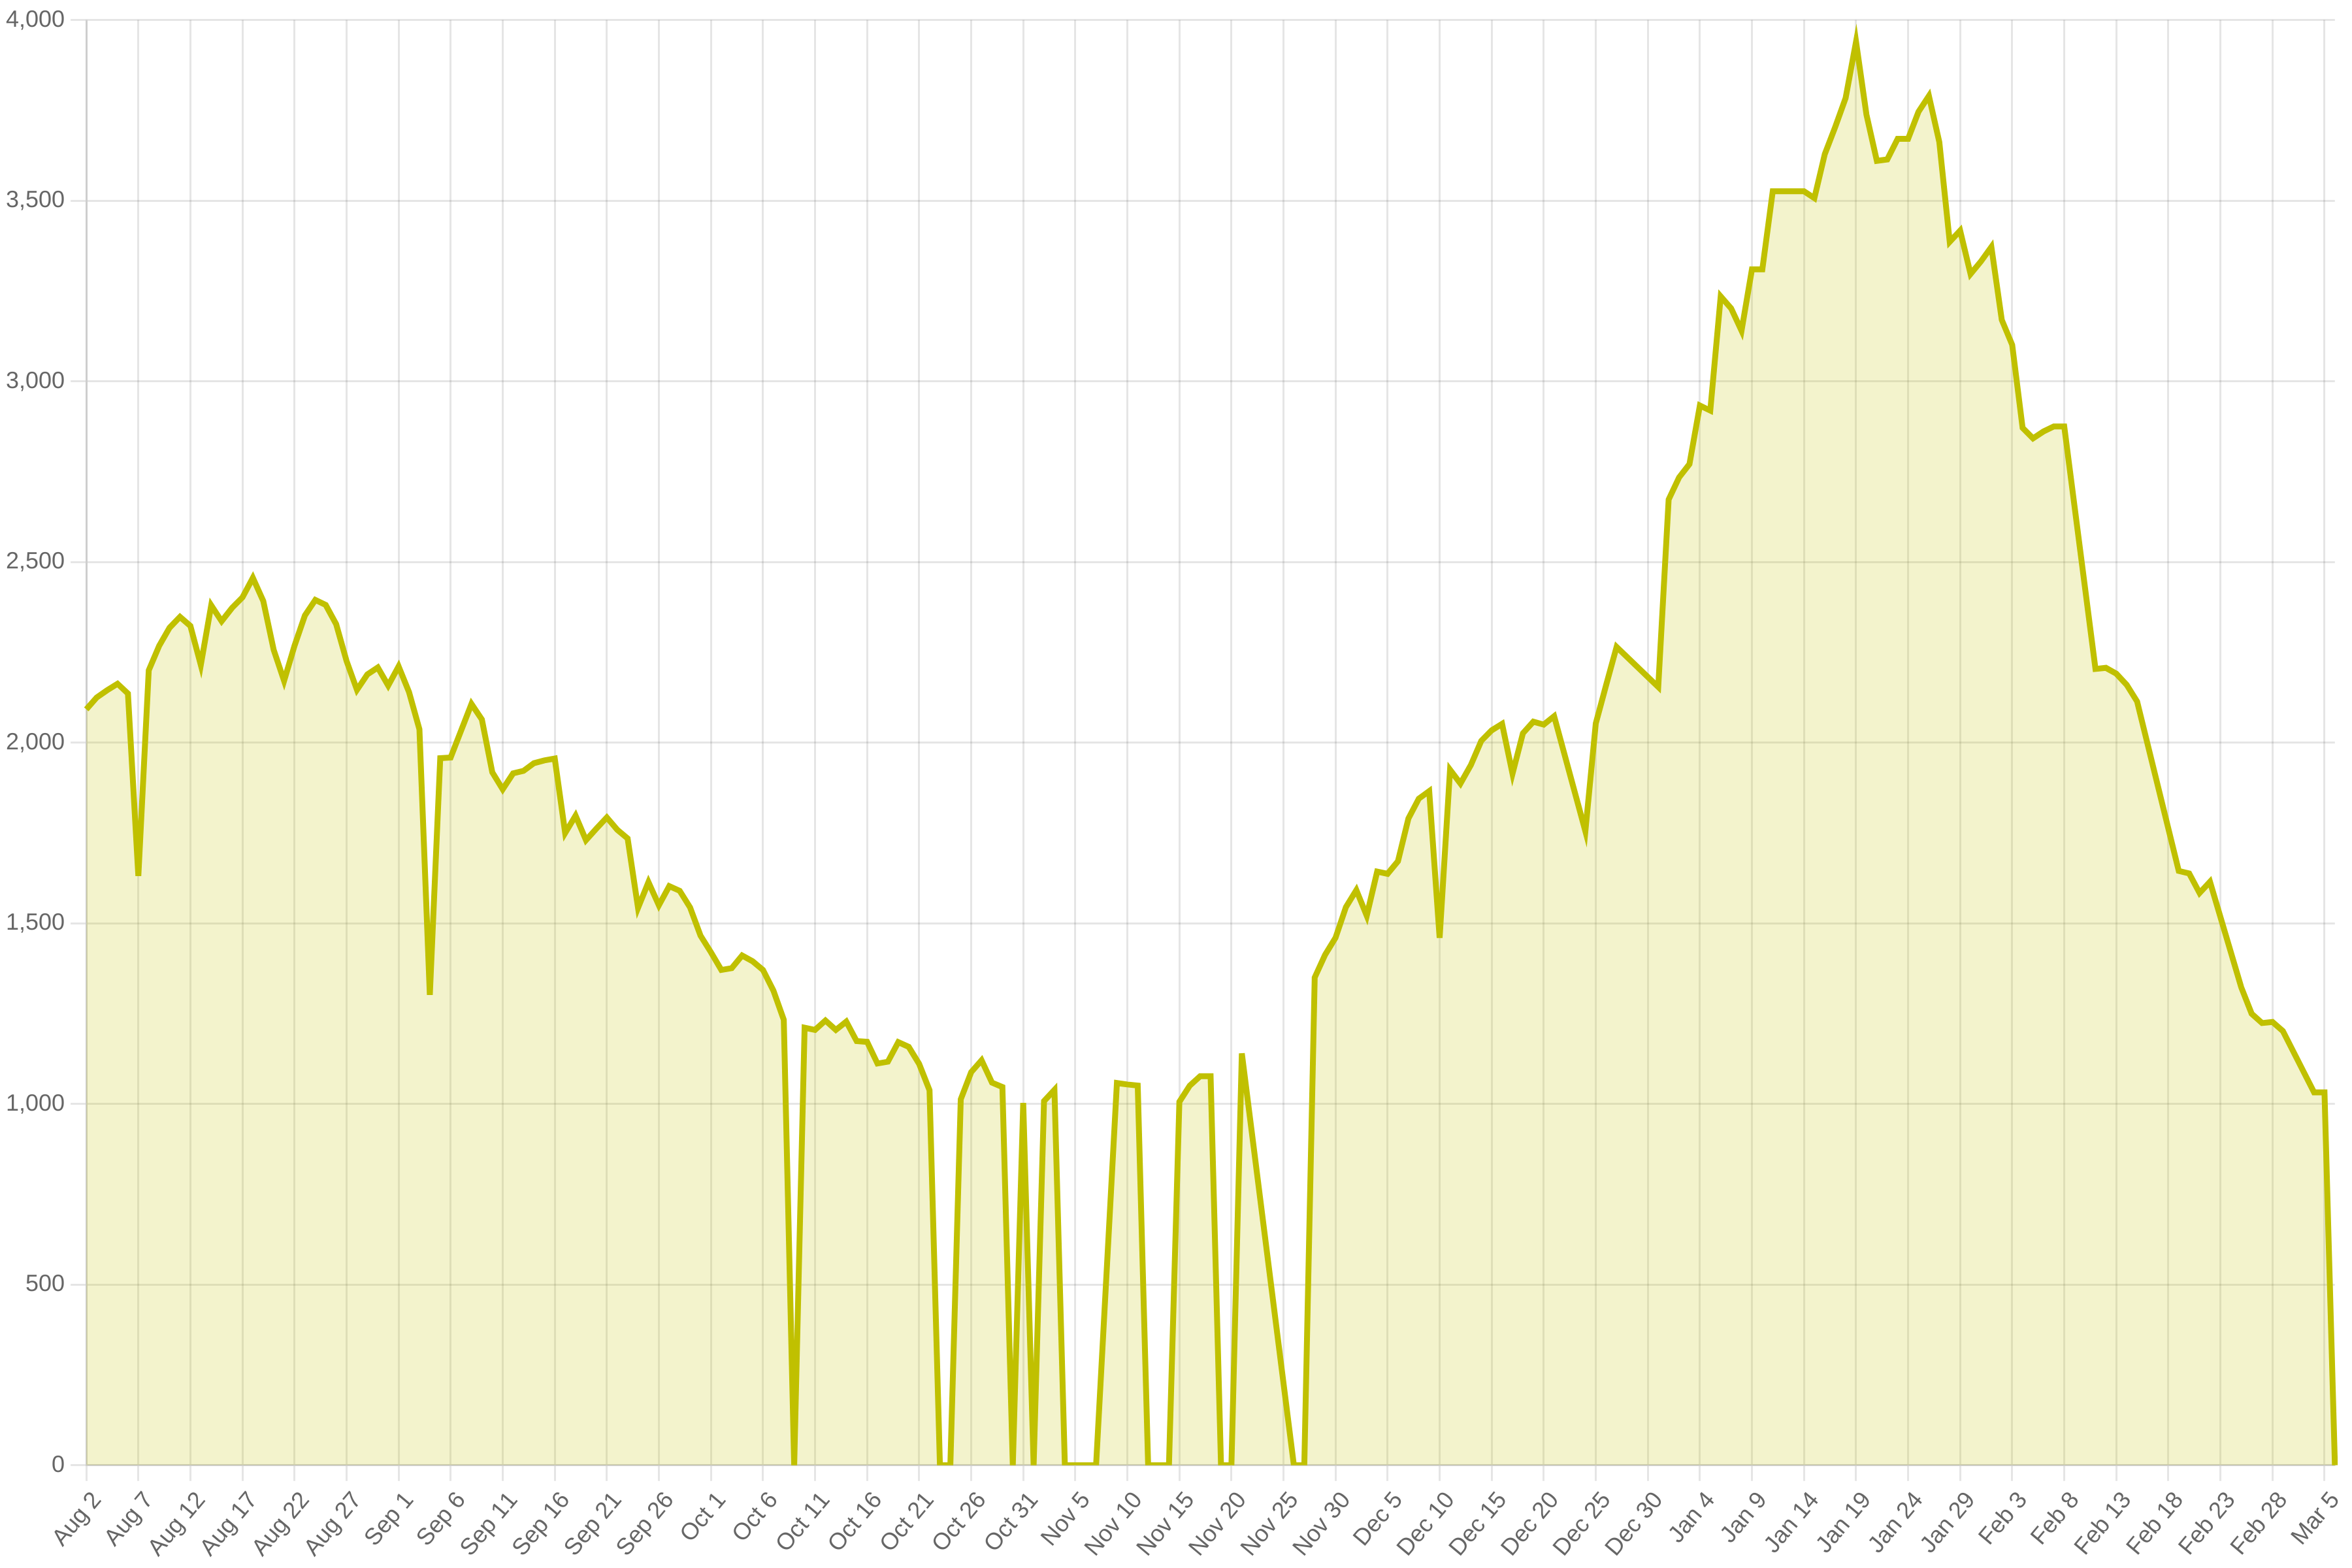 4,000
3,500
3,000
2,500
2,000
1,500
1,000
500
0
Aug 2
Aug 7
Aug 12
Aug 17
Aug 22
Aug 27
Sep 1
Sep 6
Sep 11
Sep 16
Sep 21
Sep 26
Oct 1
Oct 6
Oct 11
Oct 16
Oct 21
Oct 26
Oct 31
Nov 5
Nov 10
Nov 15
Nov 20
Nov 25
Nov 30
Dec 5
Dec 10
Dec 15
Dec 20
Dec 25
Dec 30
Jan 4
Jan 9
Jan 14
Jan 19
Jan 24
Jan 29
Feb 3
Feb 8
Feb 13
Feb 18
Feb 23
Feb 28
Mar 5